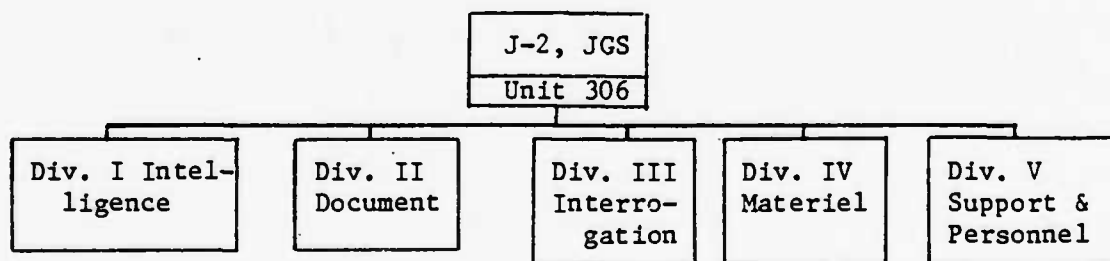 J-2, JGS
Unit 306
Div. I Intel-
ligence
Div. II
Document
Div. III
Interro-
gation
Div. IV
Materiel
Div. V
Support &
Personnel